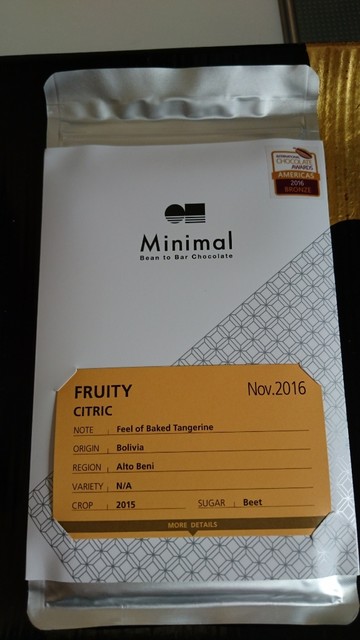 INTERNATIONAL
CHOCOLATE
AWARDS
AMERICAS
2016
BRONZE
Minimal
Bean to Bar Chocolate
FRUITY Nov.2016
CITRIC
NOTE Feel of Baked Tangerine
ORIGIN Bolivia
REGION Alto Beni
VARIETY N/A
CROP 2015 SUGAR Beet
MORE DETAILS